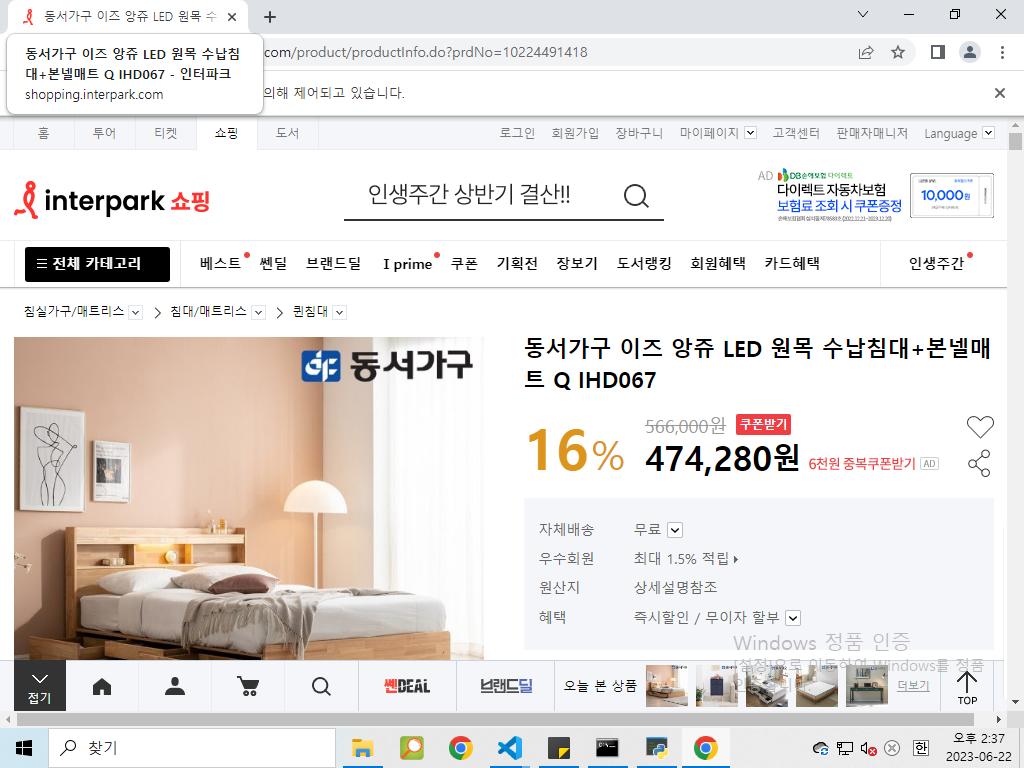 동서가구 이즈 앙쥬 LED 원목 수
동서가구 이즈 앙쥬 LED 원목 수납침
대+본넬매트 Q IHD067 - 인터파크
shopping.interpark.com
com/product/productInfo.do?prdNo=10224491418
의해 제어되고 있습니다.
홈 투어 티켓 쇼핑 도서 로그인 회원가입 장바구니 마이페이지 고객센터 판매자매니저 Language
interpark 쇼핑
인생주간 상반기 결산!!
AD DB손해보험 다이렉트
다이렉트 자동차보험
보험료 조회 시 쿠폰증정
10,000원
전체 카테고리 베스트 쎈딜 브랜드딜 I prime 쿠폰 기획전 장보기 도서랭킹 회원혜택 카드혜택 인생주간
침실가구/매트리스 침대/매트리스 퀸침대
동서가구
동서가구 이즈 앙쥬 LED 원목 수납침대+본넬매
트 Q IHD067
16% 566,000원 쿠폰받기
474,280원 6천원 중복쿠폰받기 AD
자체배송 무료
우수회원 최대 1.5% 적립
원산지 상세설명참조
혜택 즉시할인 / 무이자 할부
Windows 정품 인증
[설정]으로 이동하여 Windows를 정품
접기 쎈DEAL 브랜드딜 오늘 본 상품 더보기 TOP
찾기
한
오후 2:37
2023-06-22